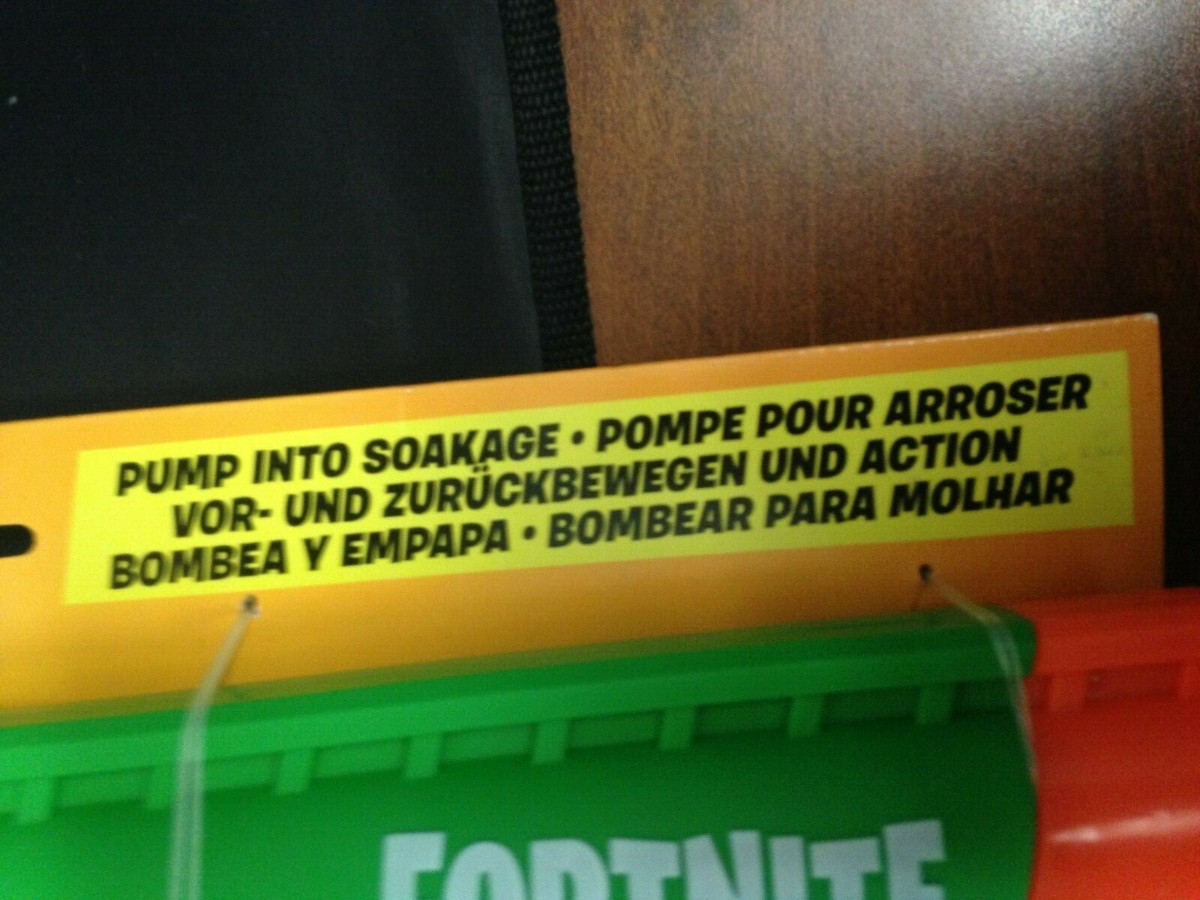 PUMP INTO SOAKAGE • POMPE POUR ARROSER
VOR- UND ZURÜCKBEWEGEN UND ACTION
BOMBEA Y EMPAPA • BOMBEAR PARA MOLHAR
FORTNITE